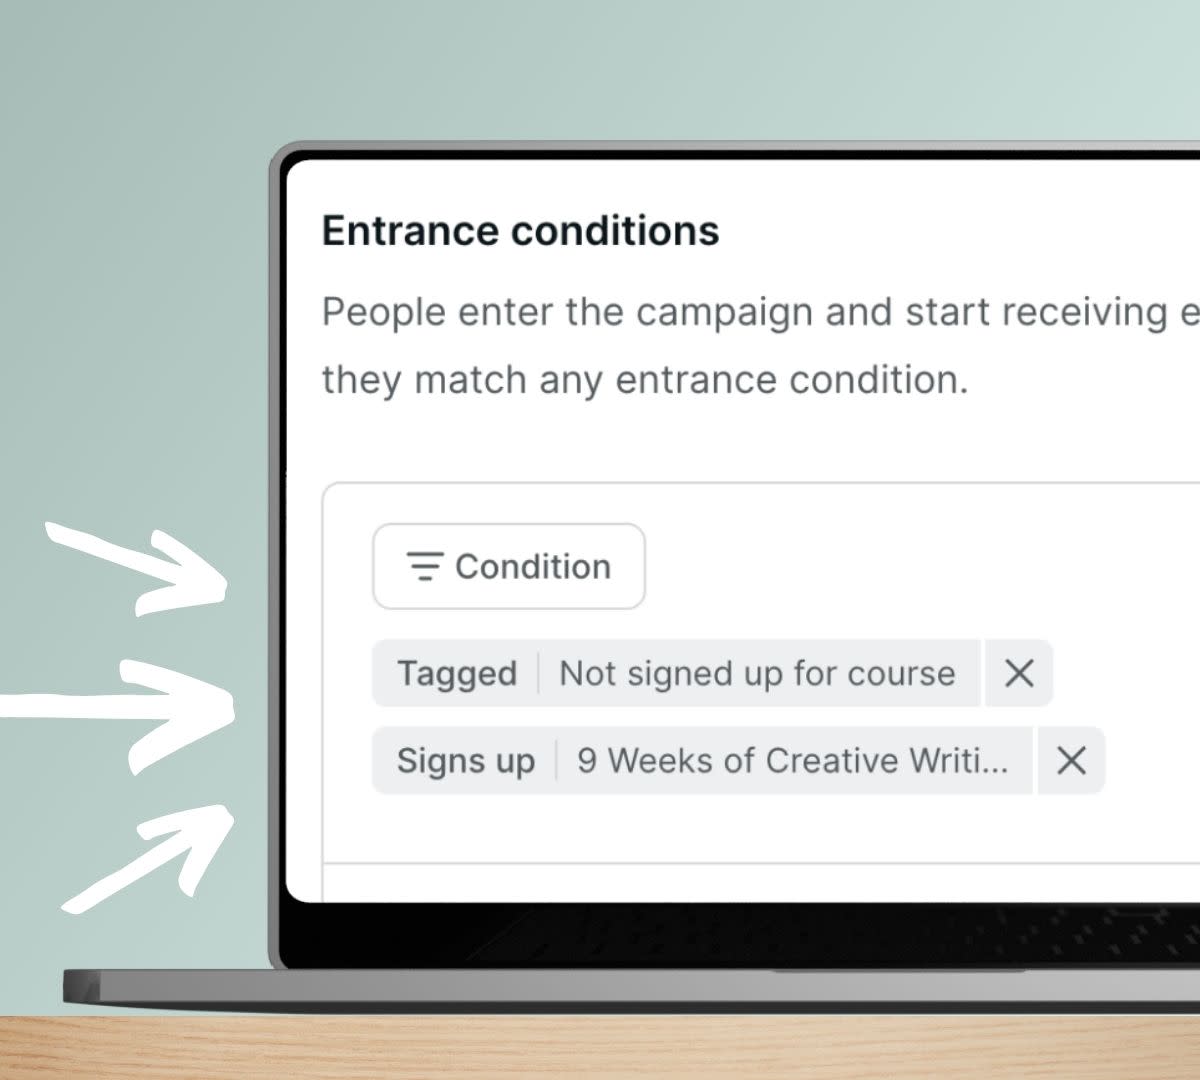 Entrance conditions
People enter the campaign and start receiving
they match any entrance condition.
Condition
Tagged Not signed up for course
Signs up 9 Weeks of Creative Writi...